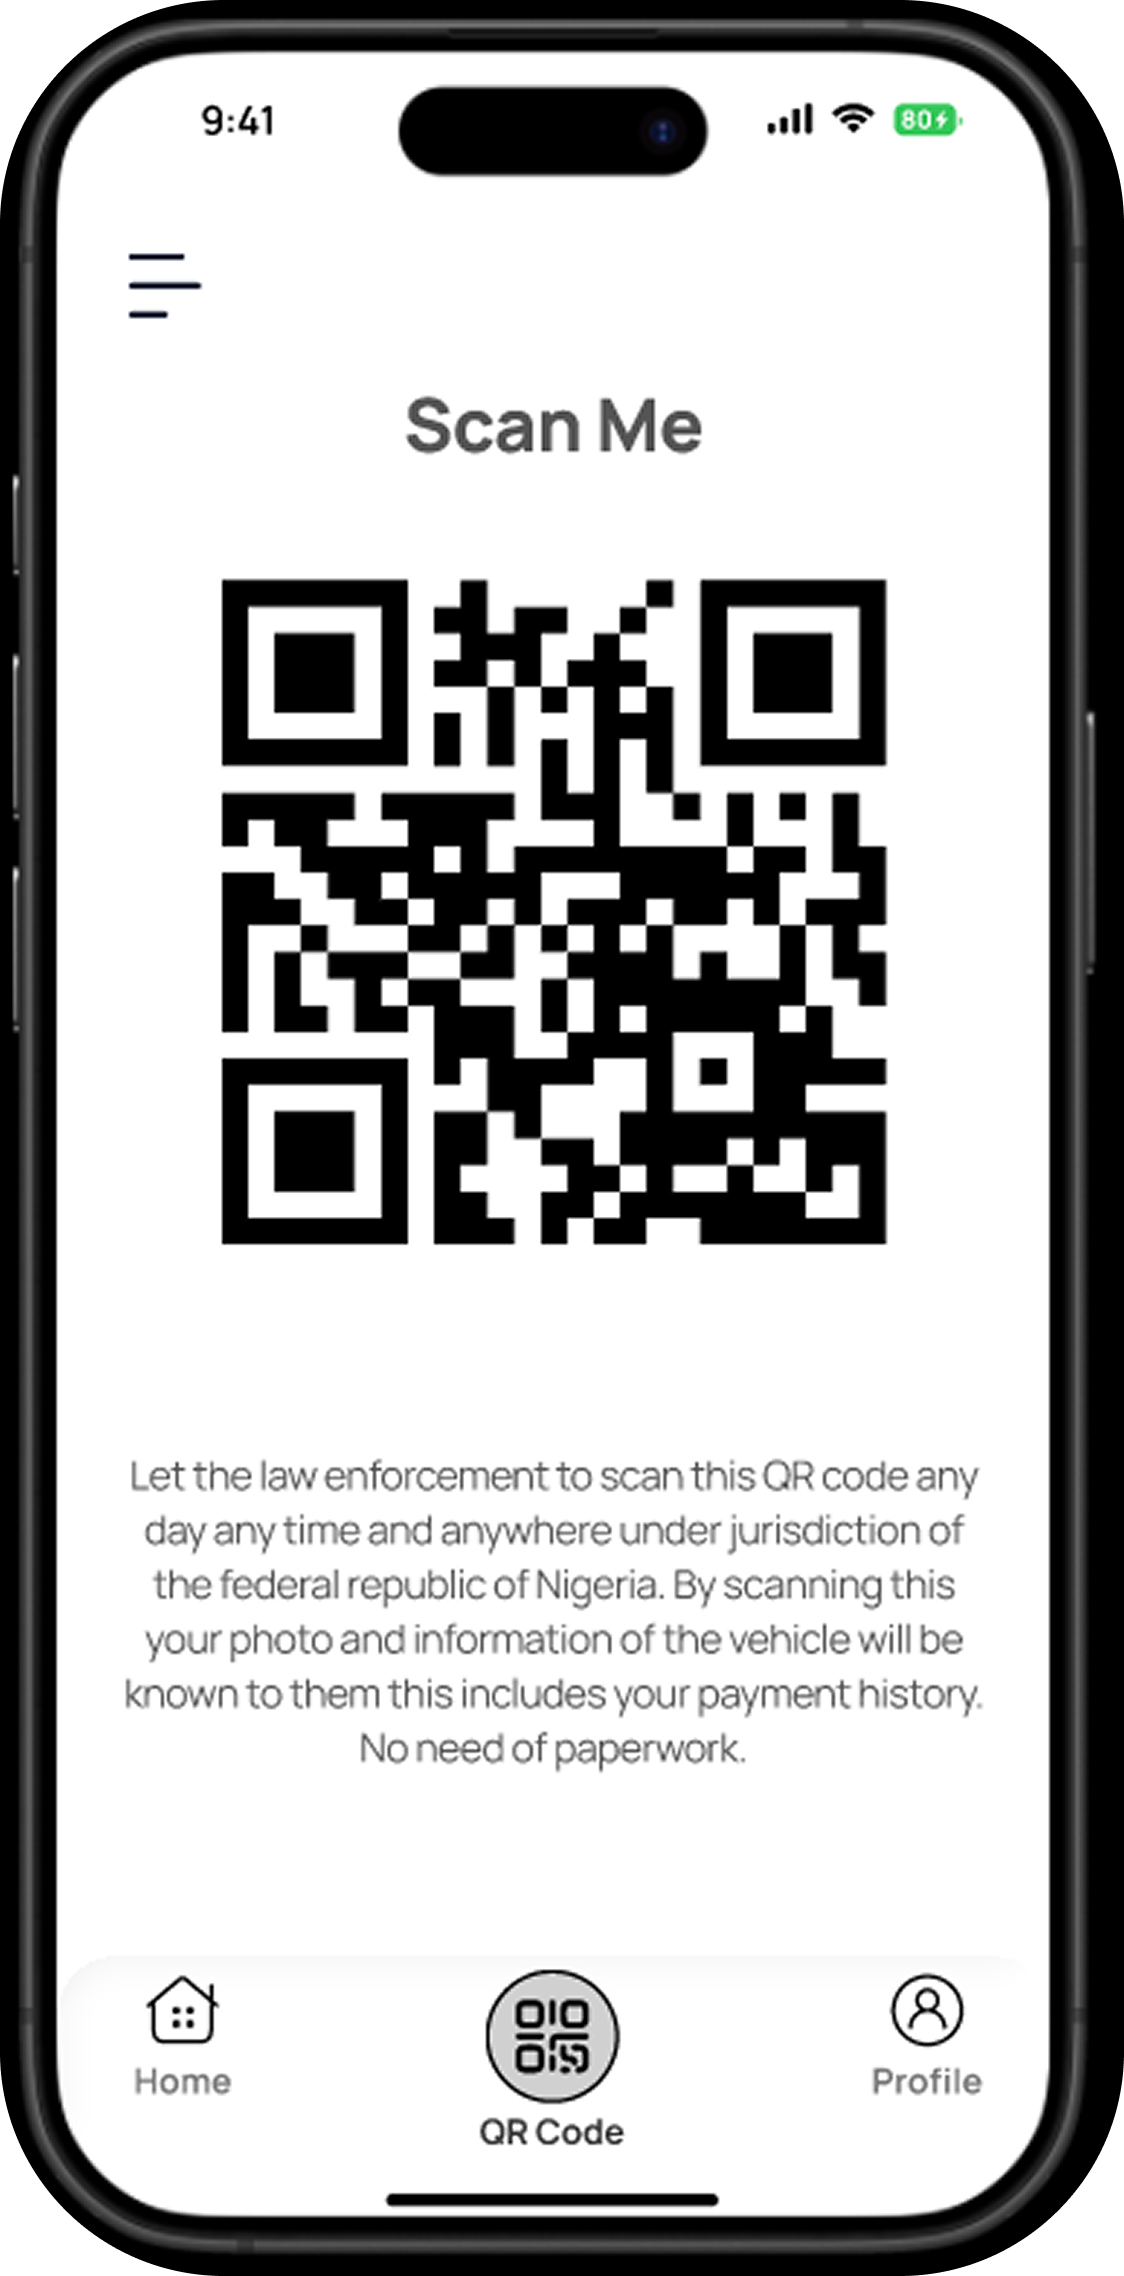 9:41
80
Scan Me
Let the law enforcement to scan this QR code any
day any time and anywhere under jurisdiction of
the federal republic of Nigeria. By scanning this
your photo and information of the vehicle will be
known to them this includes your payment history.
No need of paperwork.
Home
QR Code
Profile